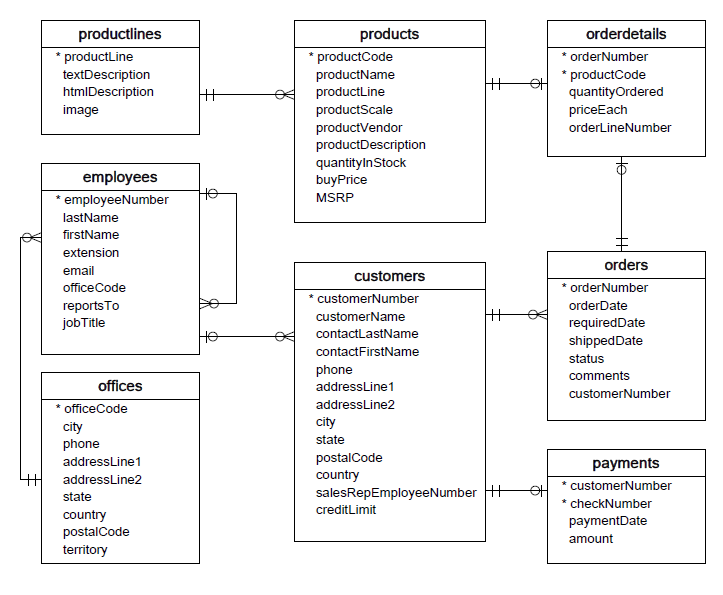 productlines
* productLine
textDescription
htmlDescription
image
products
* productCode
productName
productLine
productScale
productVendor
productDescription
quantityInStock
buyPrice
MSRP
orderdetails
* orderNumber
* productCode
quantityOrdered
priceEach
orderLineNumber
employees
* employeeNumber
lastName
firstName
extension
email
officeCode
reportsTo
jobTitle
customers
* customerNumber
customerName
contactLastName
contactFirstName
phone
addressLine1
addressLine2
city
state
postalCode
country
salesRepEmployeeNumber
creditLimit
orders
* orderNumber
orderDate
requiredDate
shippedDate
status
comments
customerNumber
offices
* officeCode
city
phone
addressLine1
addressLine2
state
country
postalCode
territory
payments
* customerNumber
* checkNumber
paymentDate
amount